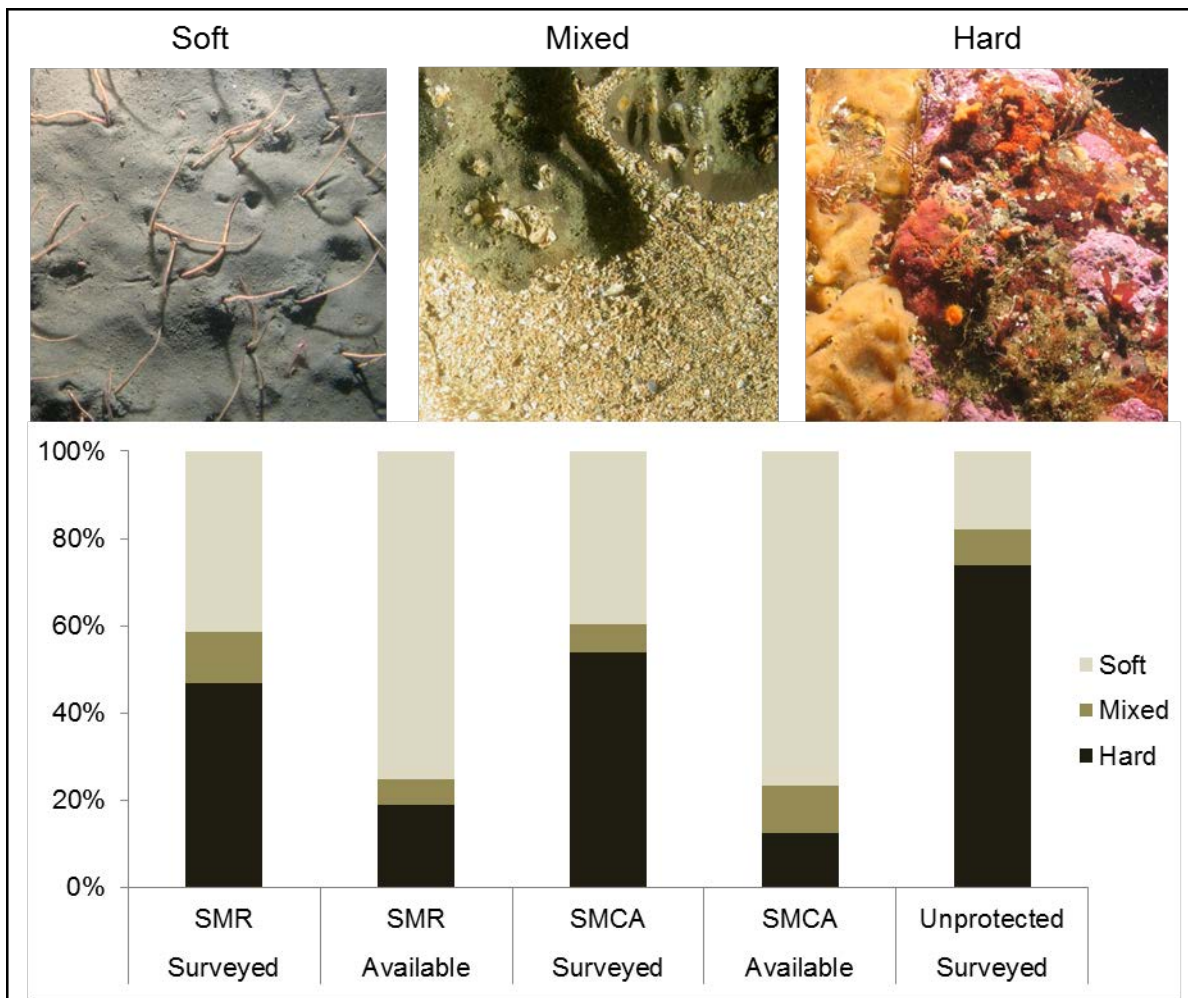 Soft Mixed Hard
100%
80%
60%
40%
20%
0%
Soft
Mixed
Hard
SMR SMR SMCA SMCA Unprotected
Surveyed Available Surveyed Available Surveyed